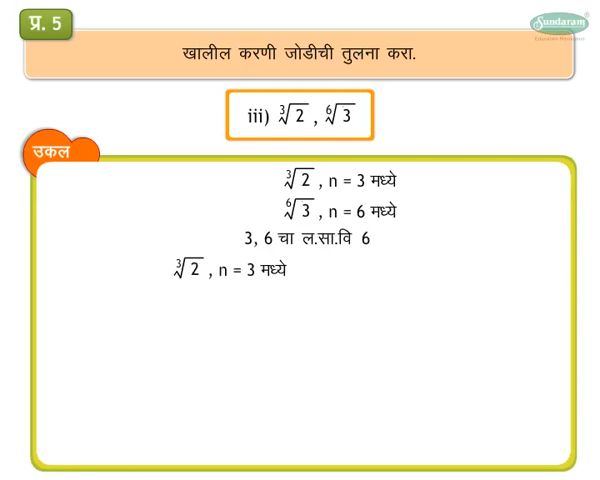 प्र. 5
Sundaram
खालील करणी जोडीची तुलना करा.
iii) ∛2 , ⁶√3
उकल
∛2 , n = 3 मध्ये
⁶√3 , n = 6 मध्ये
3, 6 चा ल.सा.वि 6
∛2 , n = 3 मध्ये